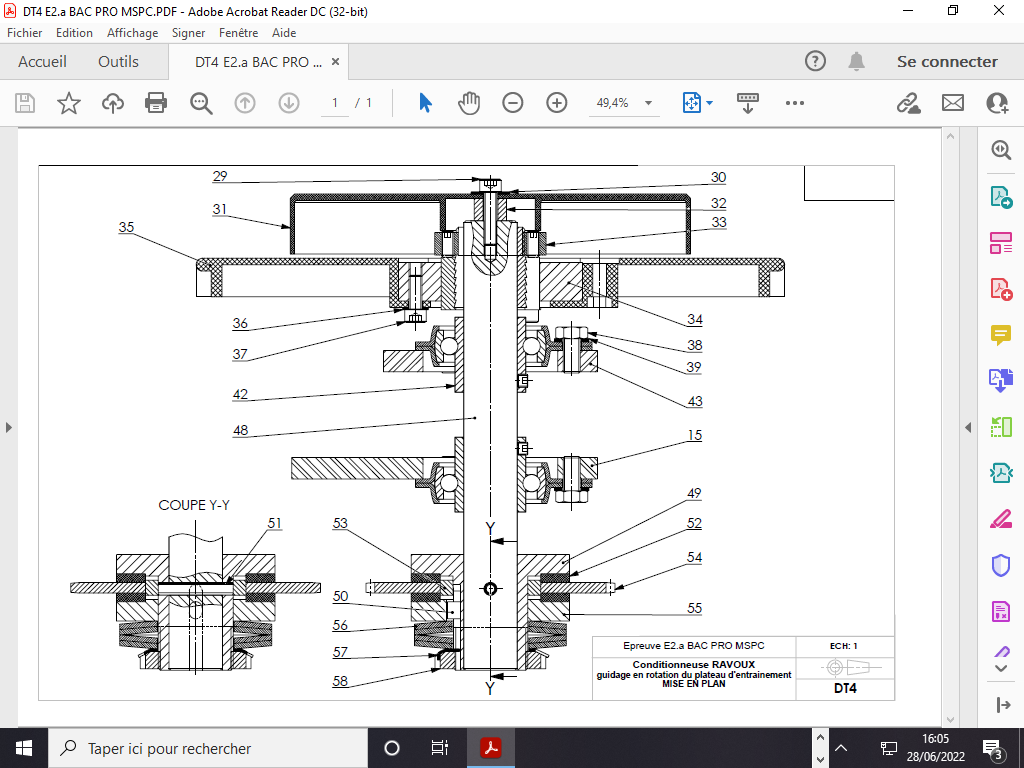 DT4 E2.a BAC PRO MSPC.PDF - Adobe Acrobat Reader DC (32-bit)
Fichier Edition Affichage Signer Fenêtre Aide
Accueil Outils DT4 E2.a BAC PRO ... × Se connecter
1 / 1 49,4%
29 30
31 32
35 33
36 34
37 38
39
42 43
48 15
49
COUPE Y-Y
51 53 Y 52
54
50 55
56
57
58 Y
Epreuve E2.a BAC PRO MSPC ECH: 1
Conditionneuse RAVOUX
guidage en rotation du plateau d'entrainement
MISE EN PLAN
DT4
Taper ici pour rechercher
16:05
28/06/2022
3